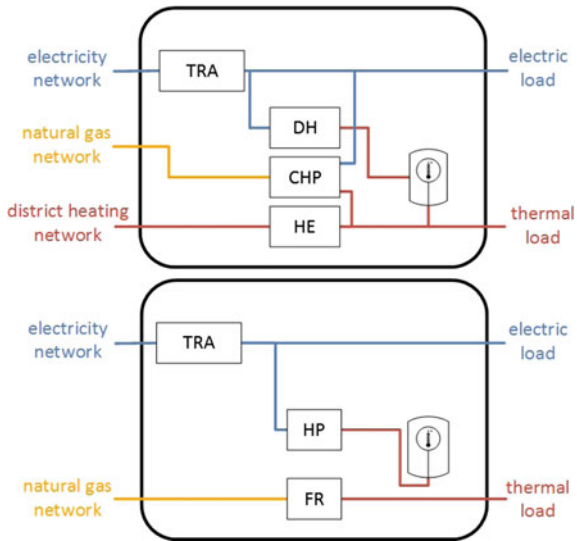 electricity
network
TRA
electric
load
DH
natural gas
network
CHP
district heating
network
HE
thermal
load
electricity
network
TRA
electric
load
HP
natural gas
network
FR
thermal
load